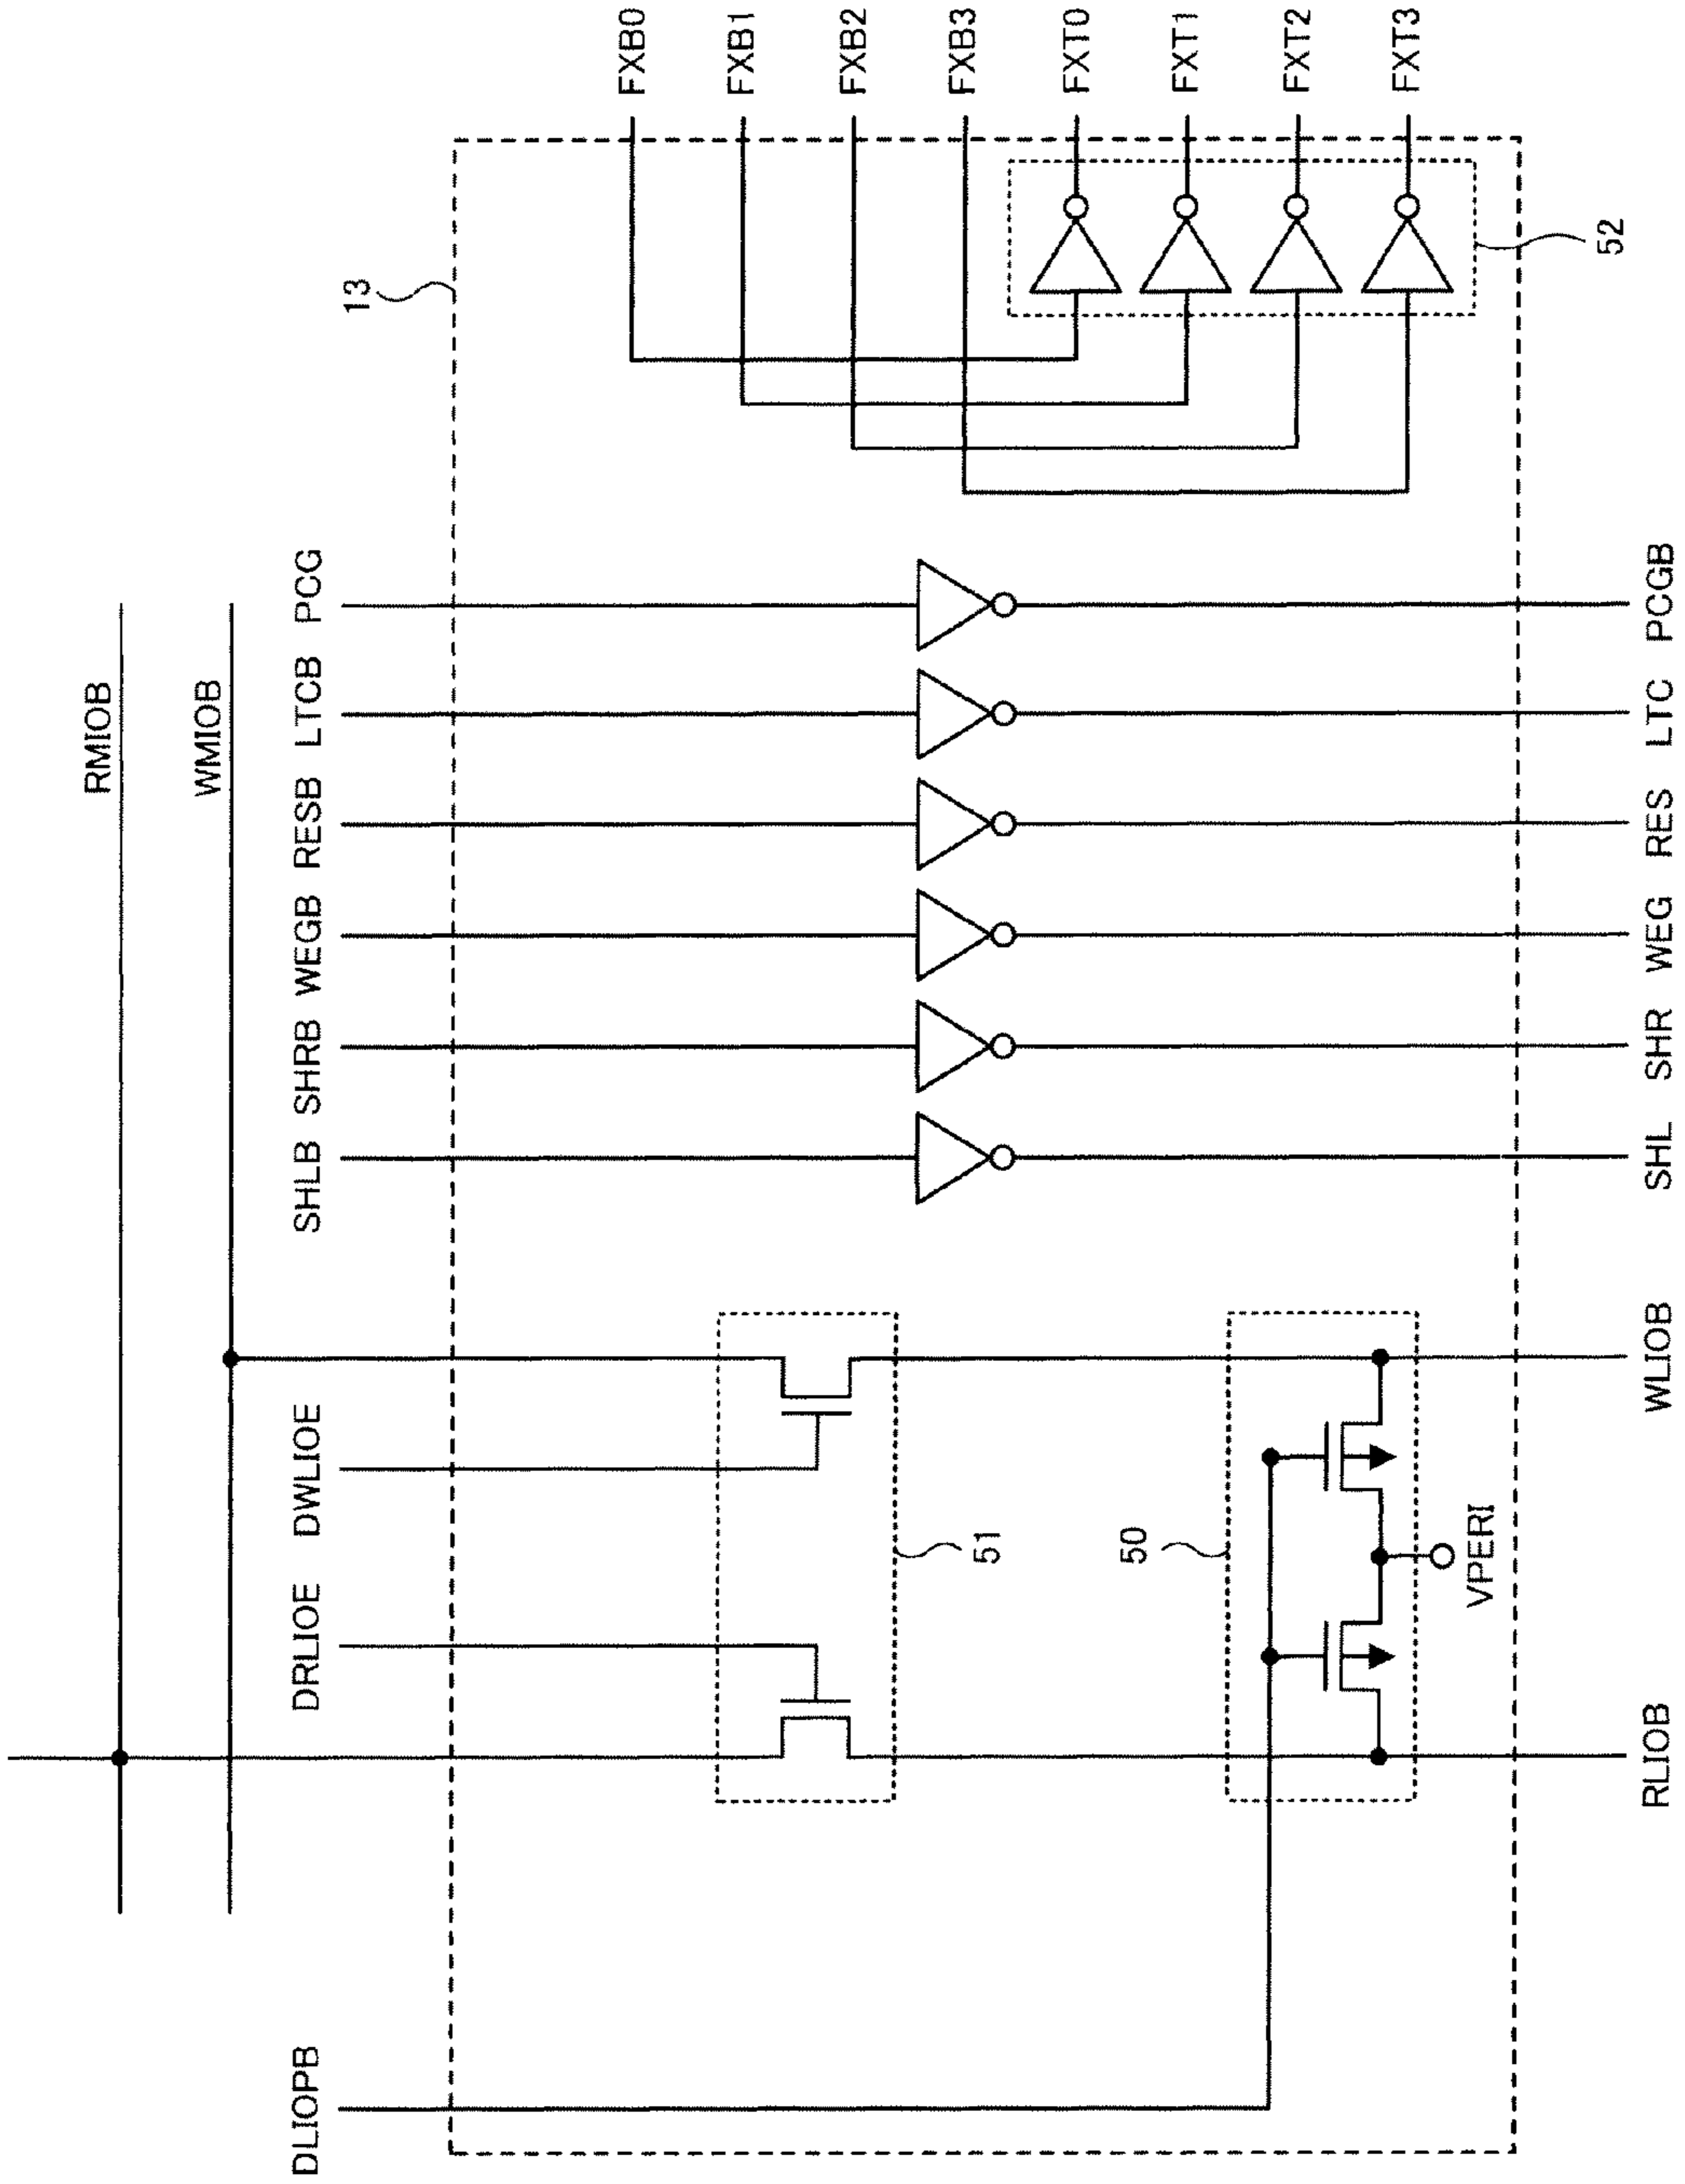 FXB0
FXB1
FXB2
FXB3
FXT0
FXT1
FXT2
FXT3
13
52
RMIOB
WMIOB
PCG
LTCB
RESB
WEGB
SHRB
SHLB
DWLIOE
DRLIOE
DLIOPB
51
50
VPERI
PCGB
LTC
RES
WEG
SHR
SHL
WLIOB
RLIOB